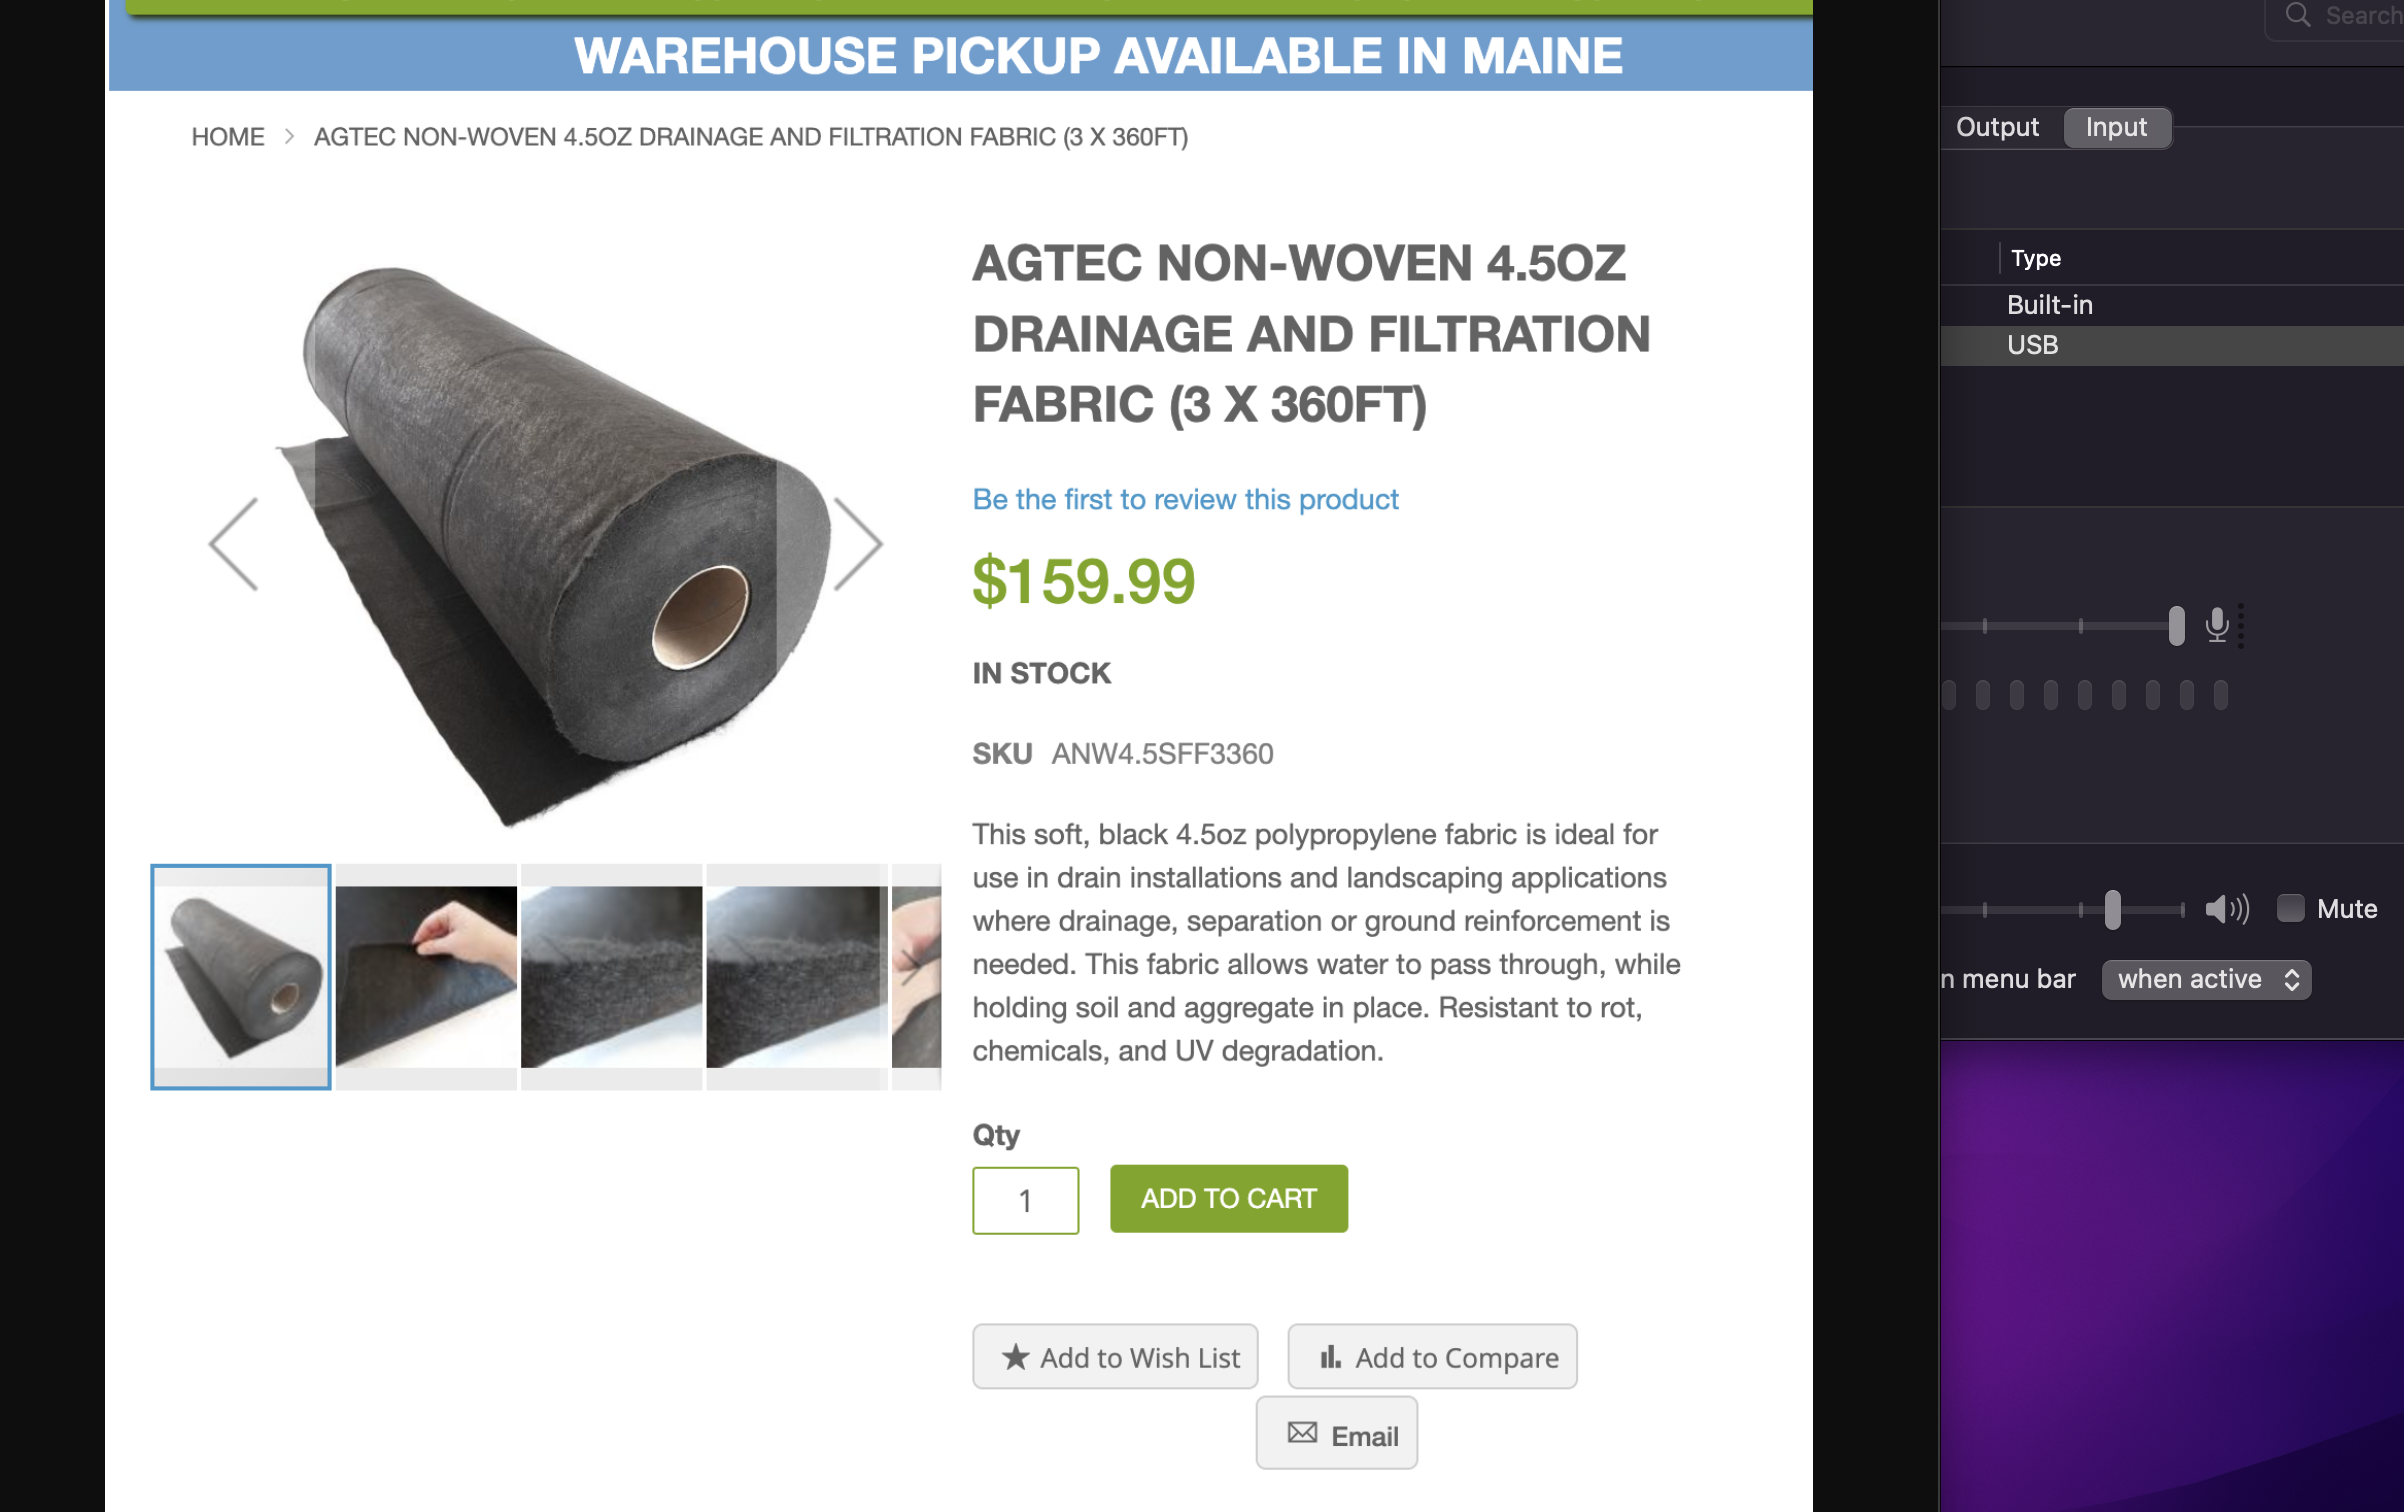 WAREHOUSE PICKUP AVAILABLE IN MAINE
HOME > AGTEC NON-WOVEN 4.5OZ DRAINAGE AND FILTRATION FABRIC (3 X 360FT)
AGTEC NON-WOVEN 4.5OZ
DRAINAGE AND FILTRATION
FABRIC (3 X 360FT)
Be the first to review this product
$159.99
IN STOCK
SKU ANW4.5SFF3360
This soft, black 4.5oz polypropylene fabric is ideal for
use in drain installations and landscaping applications
where drainage, separation or ground reinforcement is
needed. This fabric allows water to pass through, while
holding soil and aggregate in place. Resistant to rot,
chemicals, and UV degradation.
Qty
1
ADD TO CART
Add to Wish List
Add to Compare
Email
Search
Output
Input
Type
Built-in
USB
Mute
n menu bar
when active